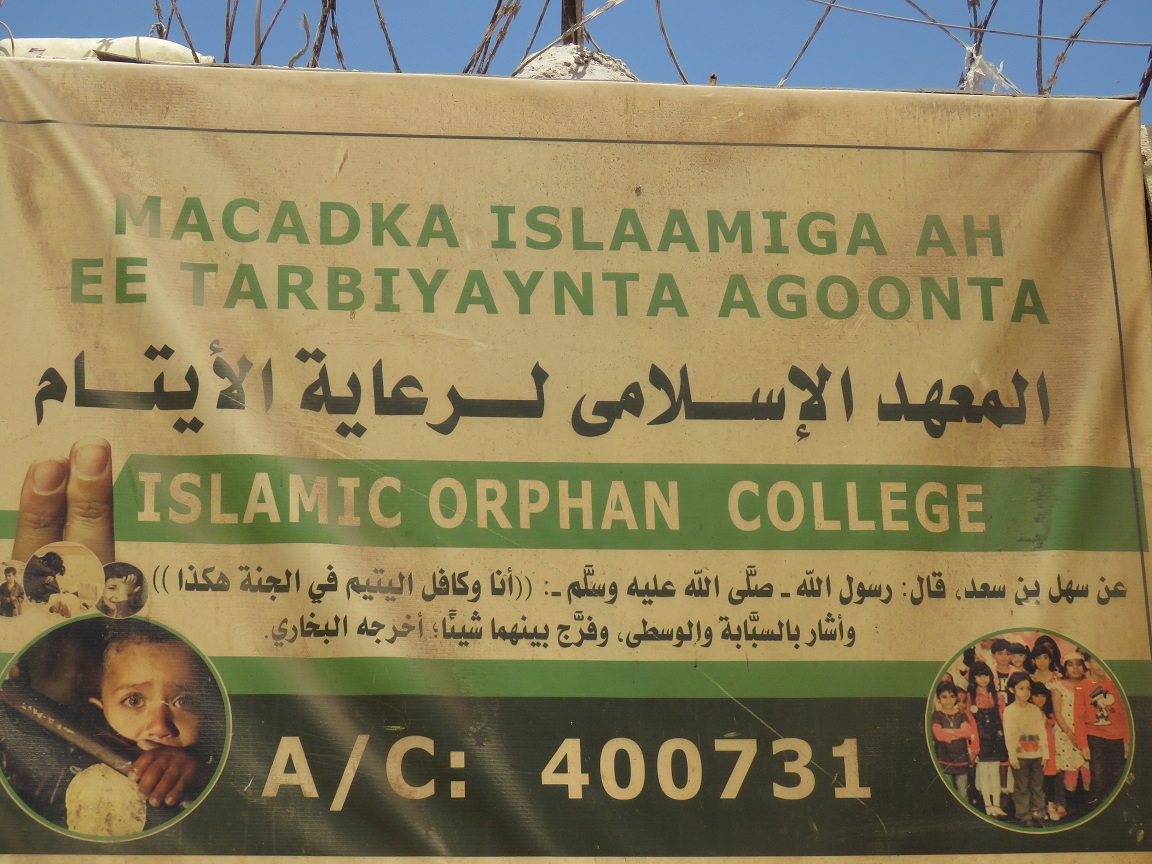 MACADKA ISLAAMIGA AH
EE TARBIYAYNTA AGOONTA
المعهد الإسلامى لرعاية الأيتام
ISLAMIC ORPHAN COLLEGE
عن سهل بن سعد، قال: رسول الله ـ صلَّى الله عليه وسلَّم ـ: ((أنا وكافل اليتيم في الجنة هكذا ))
وأشار بالسبَّابة والوسطى، وفرَّج بينهما شيئًا؛ أخرجه البخاري.
A/C: 400731